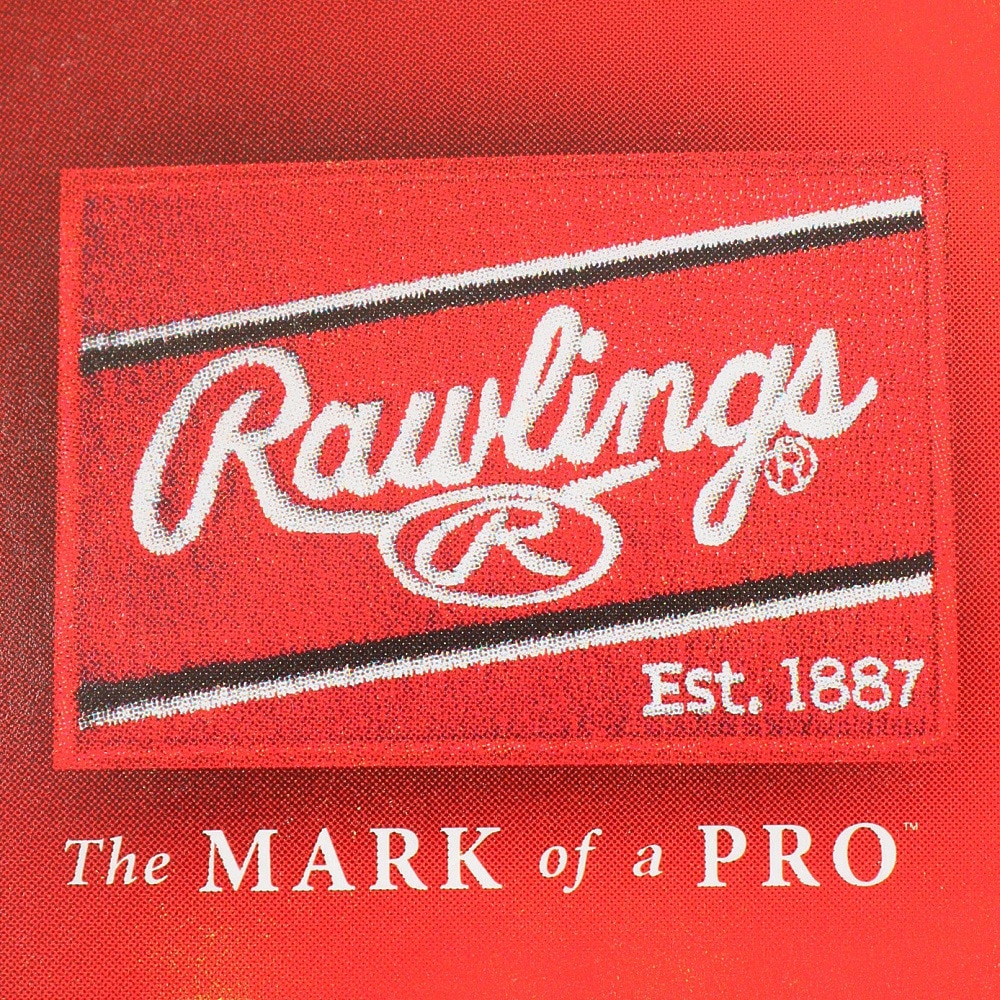 Rawlings®
R
Est. 1887
The MARK of a PRO™